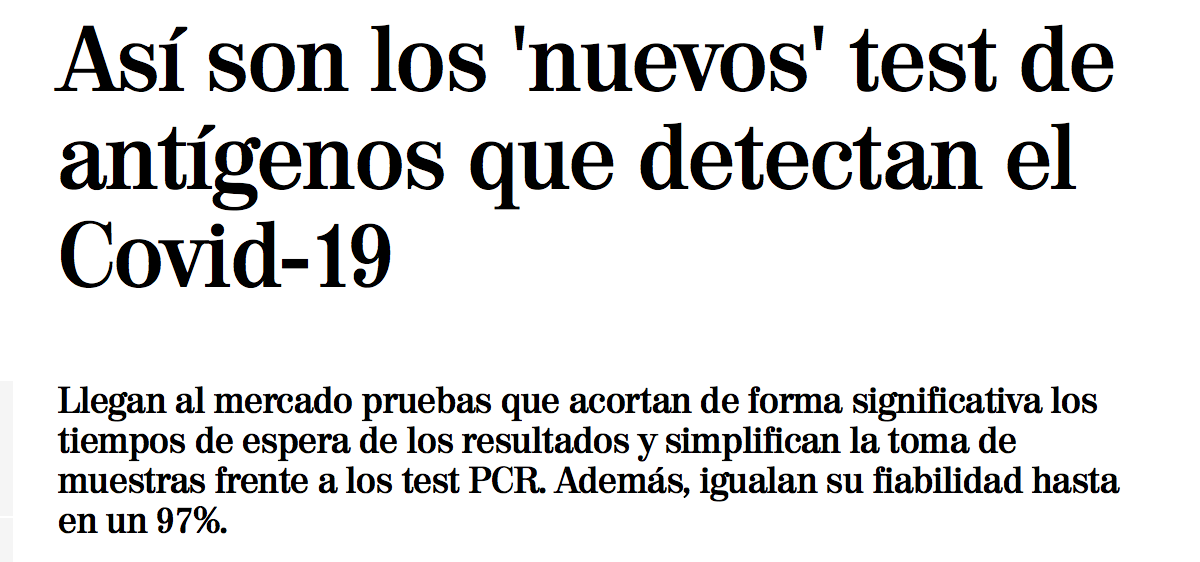 Así son los 'nuevos' test de
antígenos que detectan el
Covid-19
Llegan al mercado pruebas que acortan de forma significativa los
tiempos de espera de los resultados y simplifican la toma de
muestras frente a los test PCR. Además, igualan su fiabilidad hasta
en un 97%.